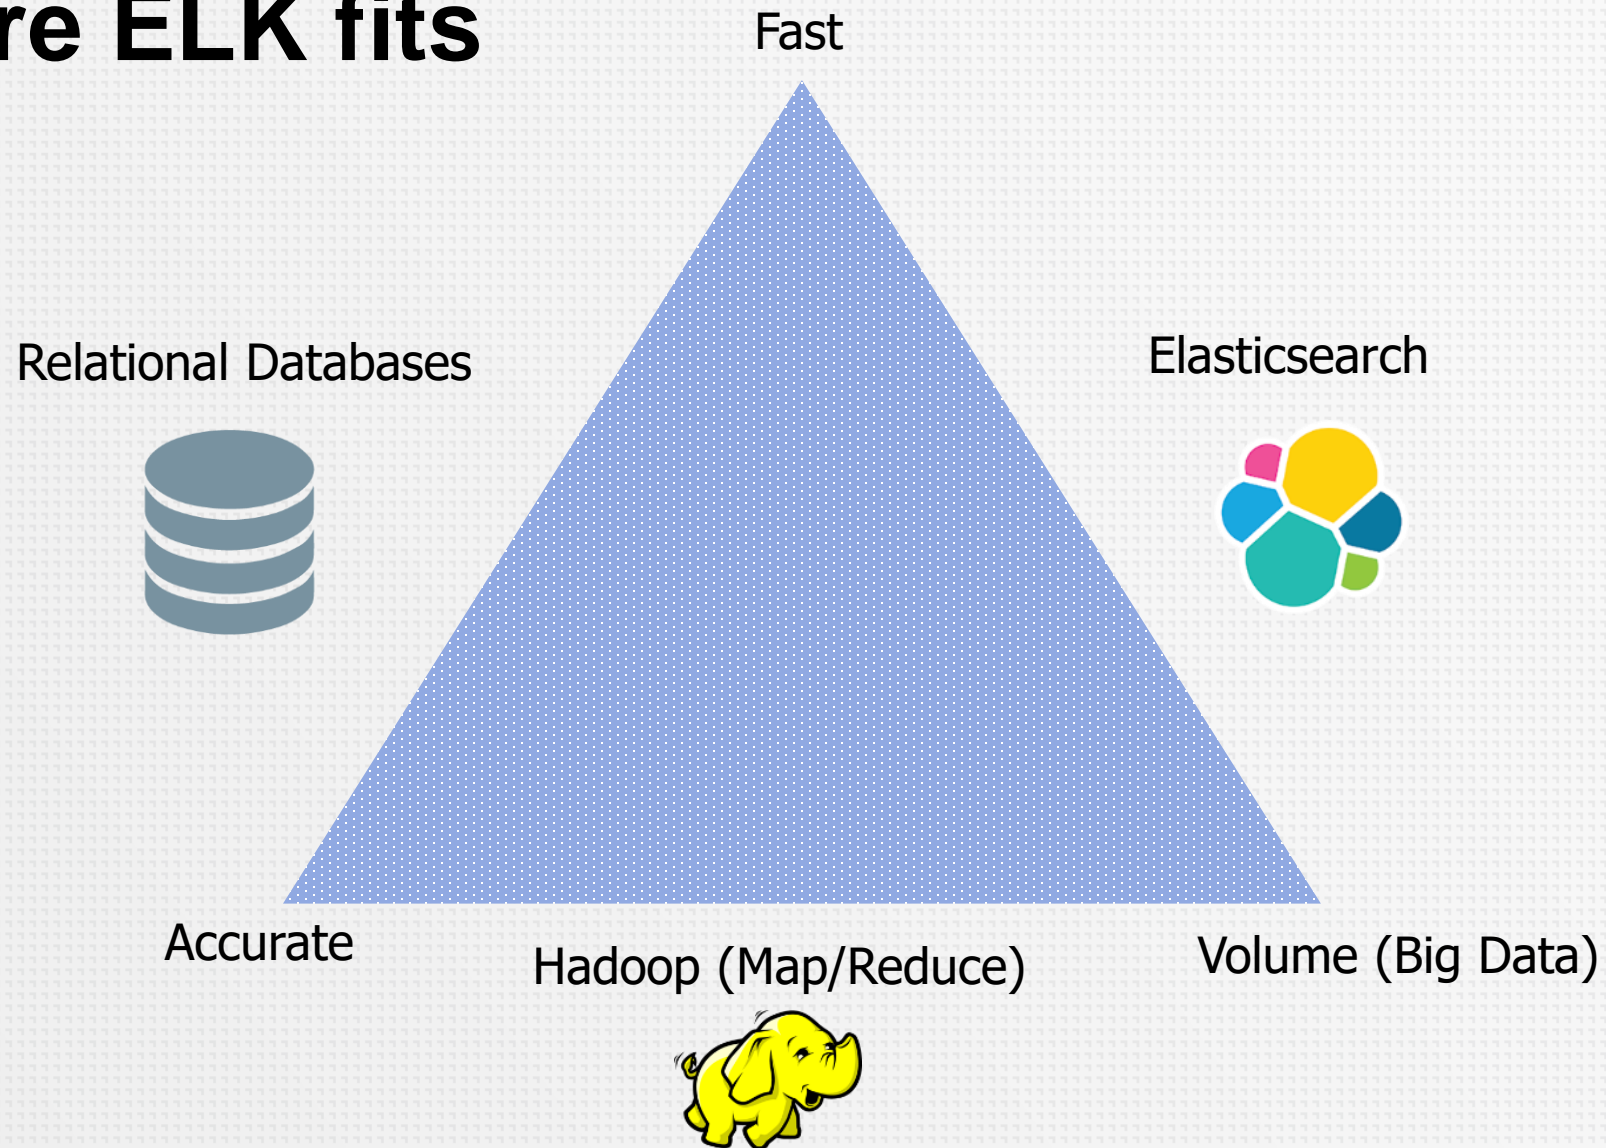 re ELK fits
Fast
Relational Databases
Elasticsearch
Accurate
Hadoop (Map/Reduce)
Volume (Big Data)